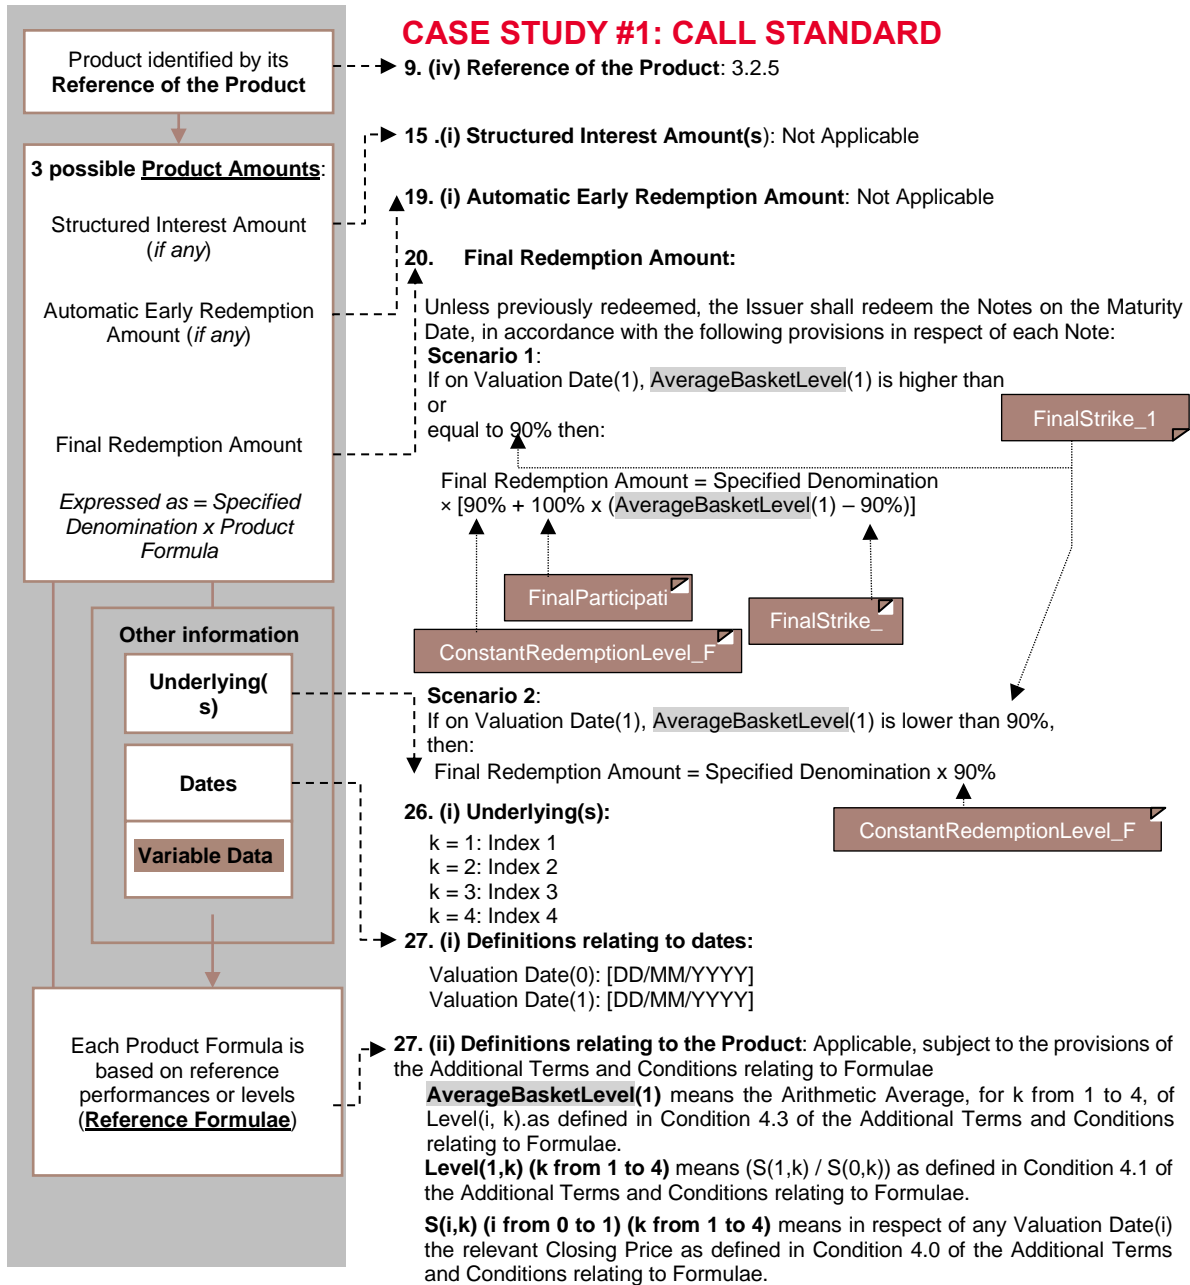 CASE STUDY #1: CALL STANDARD
Product identified by its
Reference of the Product
9. (iv) Reference of the Product: 3.2.5
15 .(i) Structured Interest Amount(s): Not Applicable
3 possible Product Amounts:
19. (i) Automatic Early Redemption Amount: Not Applicable
Structured Interest Amount
(if any)
20. Final Redemption Amount:
Automatic Early Redemption
Amount (if any)
Unless previously redeemed, the Issuer shall redeem the Notes on the Maturity
Date, in accordance with the following provisions in respect of each Note:
Scenario 1:
If on Valuation Date(1), AverageBasketLevel(1) is higher than
or
equal to 90% then:
FinalStrike_1
Final Redemption Amount
Expressed as = Specified
Denomination x Product
Formula
Final Redemption Amount = Specified Denomination
× [90% + 100% x (AverageBasketLevel(1) – 90%)]
FinalParticipati
FinalStrike_
ConstantRedemptionLevel_F
Other information
Underlying(
s)
Scenario 2:
If on Valuation Date(1), AverageBasketLevel(1) is lower than 90%,
then:
Final Redemption Amount = Specified Denomination x 90%
Dates
Variable Data
ConstantRedemptionLevel_F
26. (i) Underlying(s):
k = 1: Index 1
k = 2: Index 2
k = 3: Index 3
k = 4: Index 4
27. (i) Definitions relating to dates:
Valuation Date(0): [DD/MM/YYYY]
Valuation Date(1): [DD/MM/YYYY]
Each Product Formula is
based on reference
performances or levels
(Reference Formulae)
27. (ii) Definitions relating to the Product: Applicable, subject to the provisions of
the Additional Terms and Conditions relating to Formulae
AverageBasketLevel(1) means the Arithmetic Average, for k from 1 to 4, of
Level(i, k).as defined in Condition 4.3 of the Additional Terms and Conditions
relating to Formulae.
Level(1,k) (k from 1 to 4) means (S(1,k) / S(0,k)) as defined in Condition 4.1 of
the Additional Terms and Conditions relating to Formulae.
S(i,k) (i from 0 to 1) (k from 1 to 4) means in respect of any Valuation Date(i)
the relevant Closing Price as defined in Condition 4.0 of the Additional Terms
and Conditions relating to Formulae.